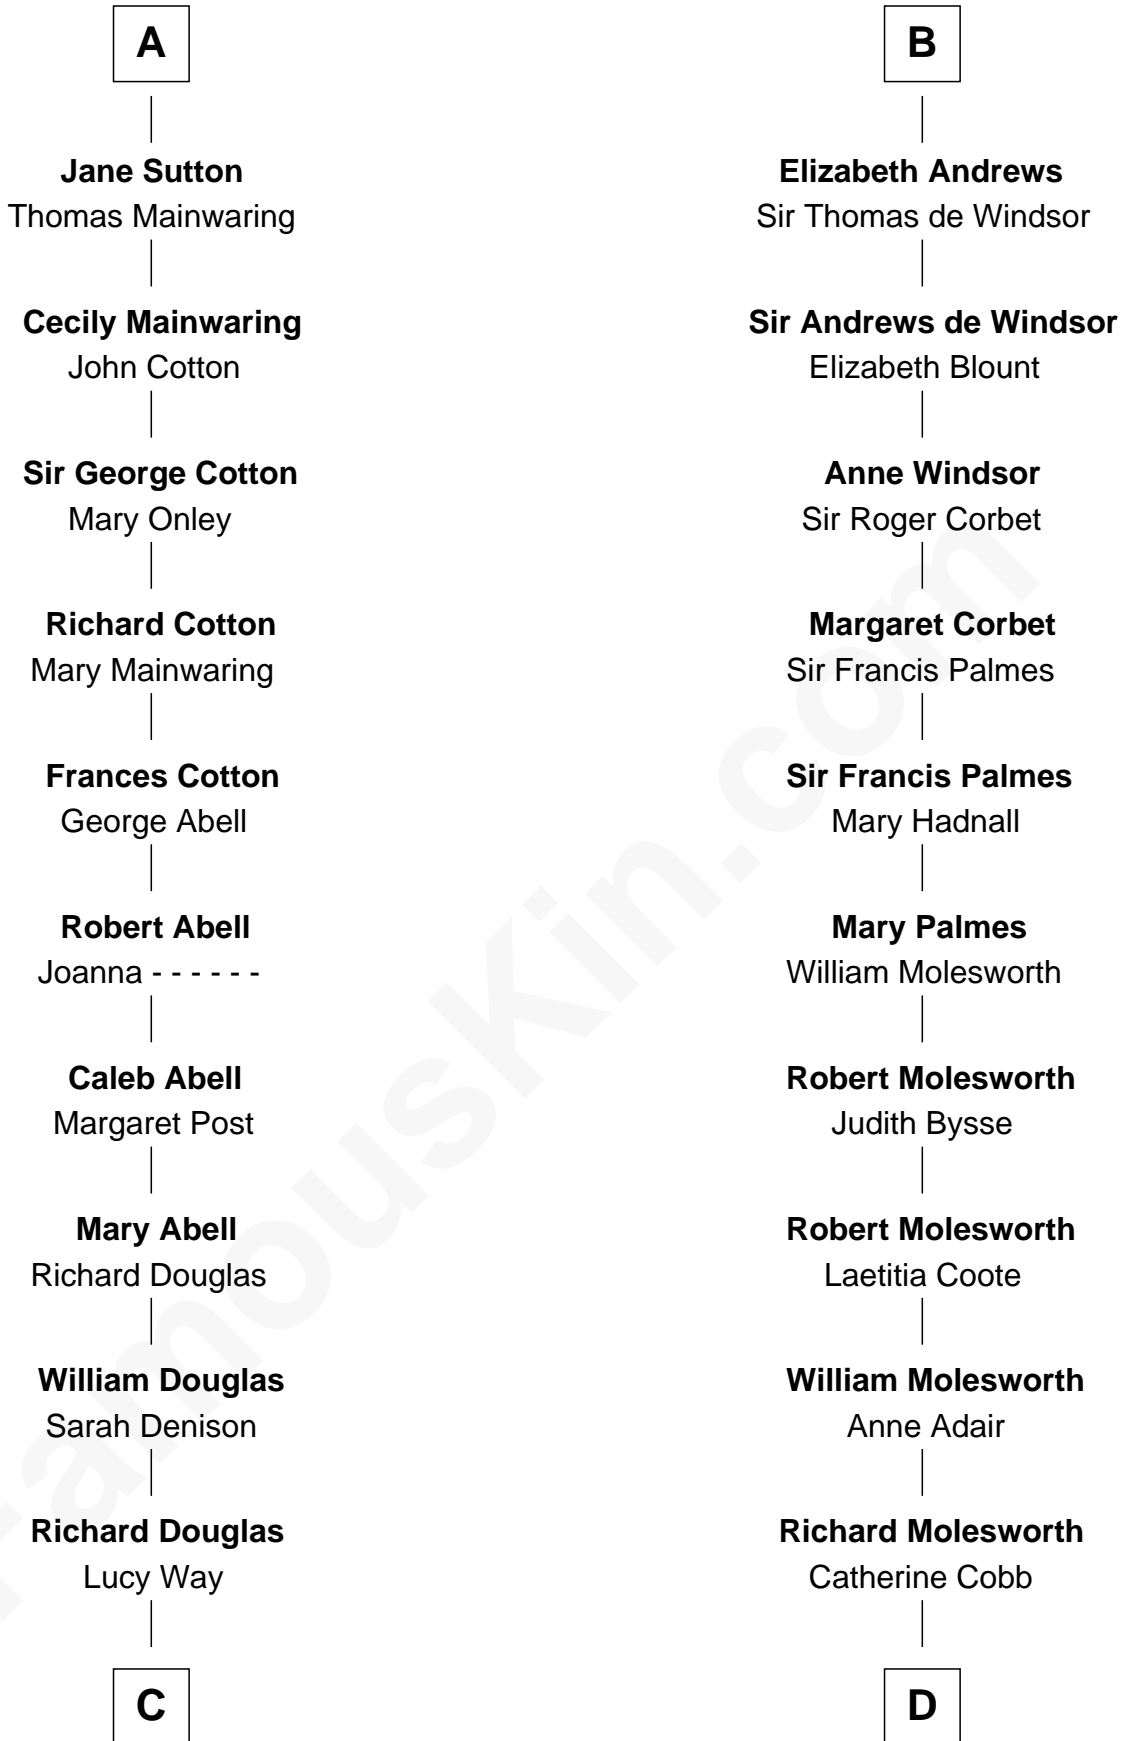 A
Jane Sutton
Thomas Mainwaring
Cecily Mainwaring
John Cotton
Sir George Cotton
Mary Onley
Richard Cotton
Mary Mainwaring
Frances Cotton
George Abell
Robert Abell
Joanna - - - - - -
Caleb Abell
Margaret Post
Mary Abell
Richard Douglas
William Douglas
Sarah Denison
Richard Douglas
Lucy Way
C
B
Elizabeth Andrews
Sir Thomas de Windsor
Sir Andrews de Windsor
Elizabeth Blount
Anne Windsor
Sir Roger Corbet
Margaret Corbet
Sir Francis Palmes
Sir Francis Palmes
Mary Hadnall
Mary Palmes
William Molesworth
Robert Molesworth
Judith Bysse
Robert Molesworth
Laetitia Coote
William Molesworth
Anne Adair
Richard Molesworth
Catherine Cobb
D
FamousKin.com